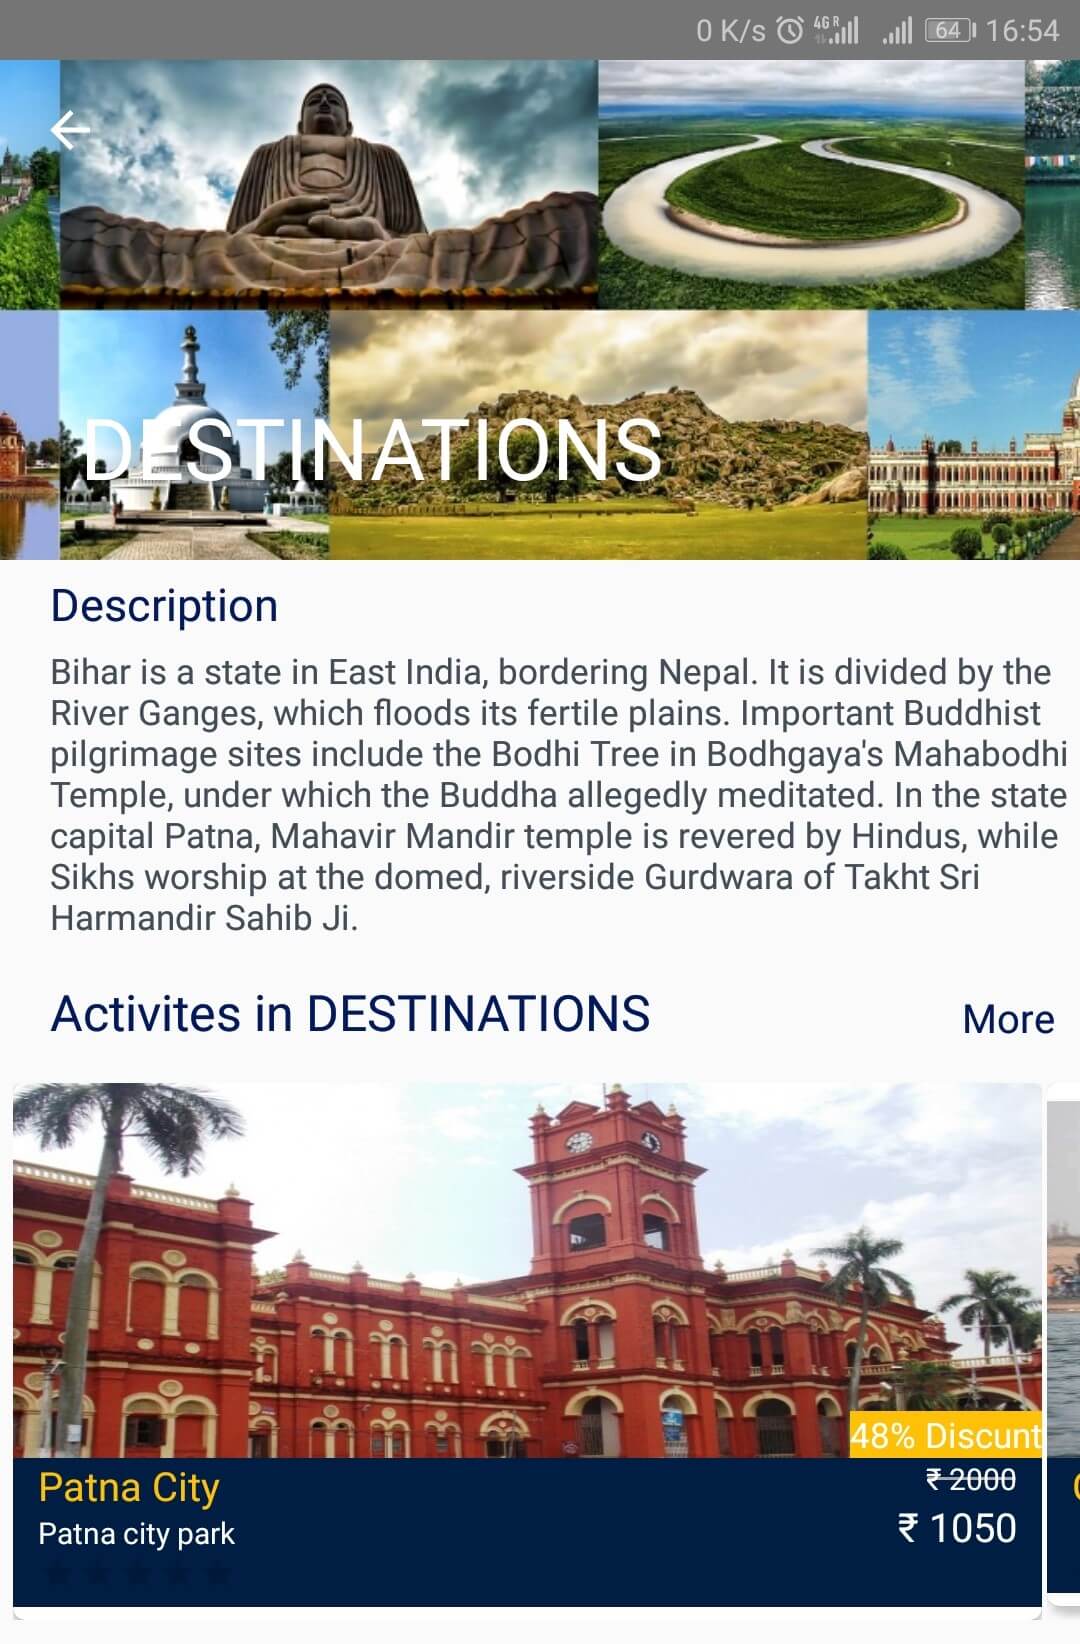 0 K/s 4G R 64 16:54
DESTINATIONS
Description
Bihar is a state in East India, bordering Nepal. It is divided by the
River Ganges, which floods its fertile plains. Important Buddhist
pilgrimage sites include the Bodhi Tree in Bodhgaya's Mahabodhi
Temple, under which the Buddha allegedly meditated. In the state
capital Patna, Mahavir Mandir temple is revered by Hindus, while
Sikhs worship at the domed, riverside Gurdwara of Takht Sri
Harmandir Sahib Ji.
Activites in DESTINATIONS
More
48% Discunt
Patna City
₹ 2000
Patna city park
₹ 1050